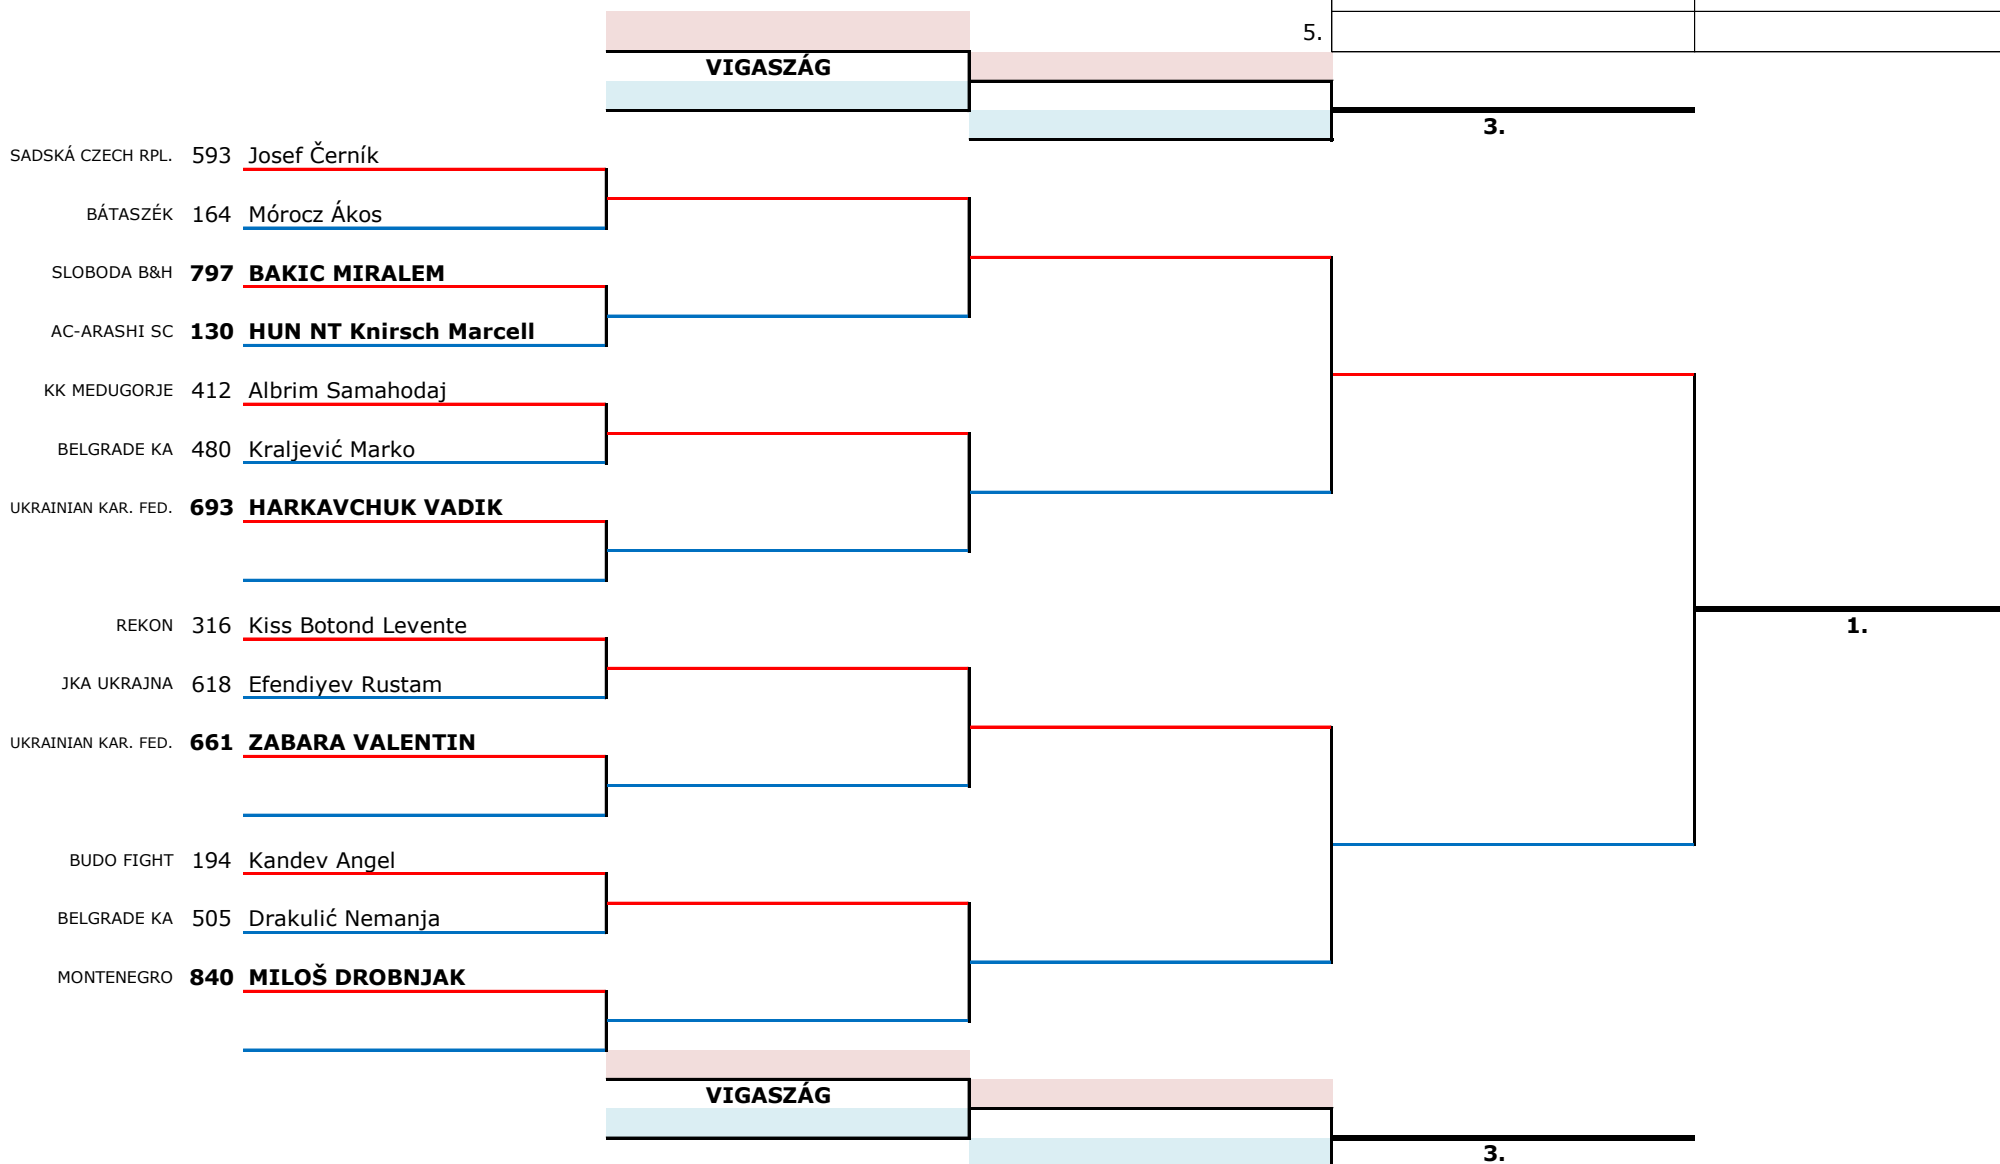 5.
VIGASZÁG
3.
SADSKÁ CZECH RPL. 593 Josef Černík
BÁTASZÉK 164 Mórocz Ákos
SLOBODA B&H 797 BAKIC MIRALEM
AC-ARASHI SC 130 HUN NT Knirsch Marcell
KK MEDUGORJE 412 Albrim Samahodaj
BELGRADE KA 480 Kraljević Marko
UKRAINIAN KAR. FED. 693 HARKAVCHUK VADIK
REKON 316 Kiss Botond Levente
1.
JKA UKRAJNA 618 Efendiyev Rustam
UKRAINIAN KAR. FED. 661 ZABARA VALENTIN
BUDO FIGHT 194 Kandev Angel
BELGRADE KA 505 Drakulić Nemanja
MONTENEGRO 840 MILOŠ DROBNJAK
VIGASZÁG
3.